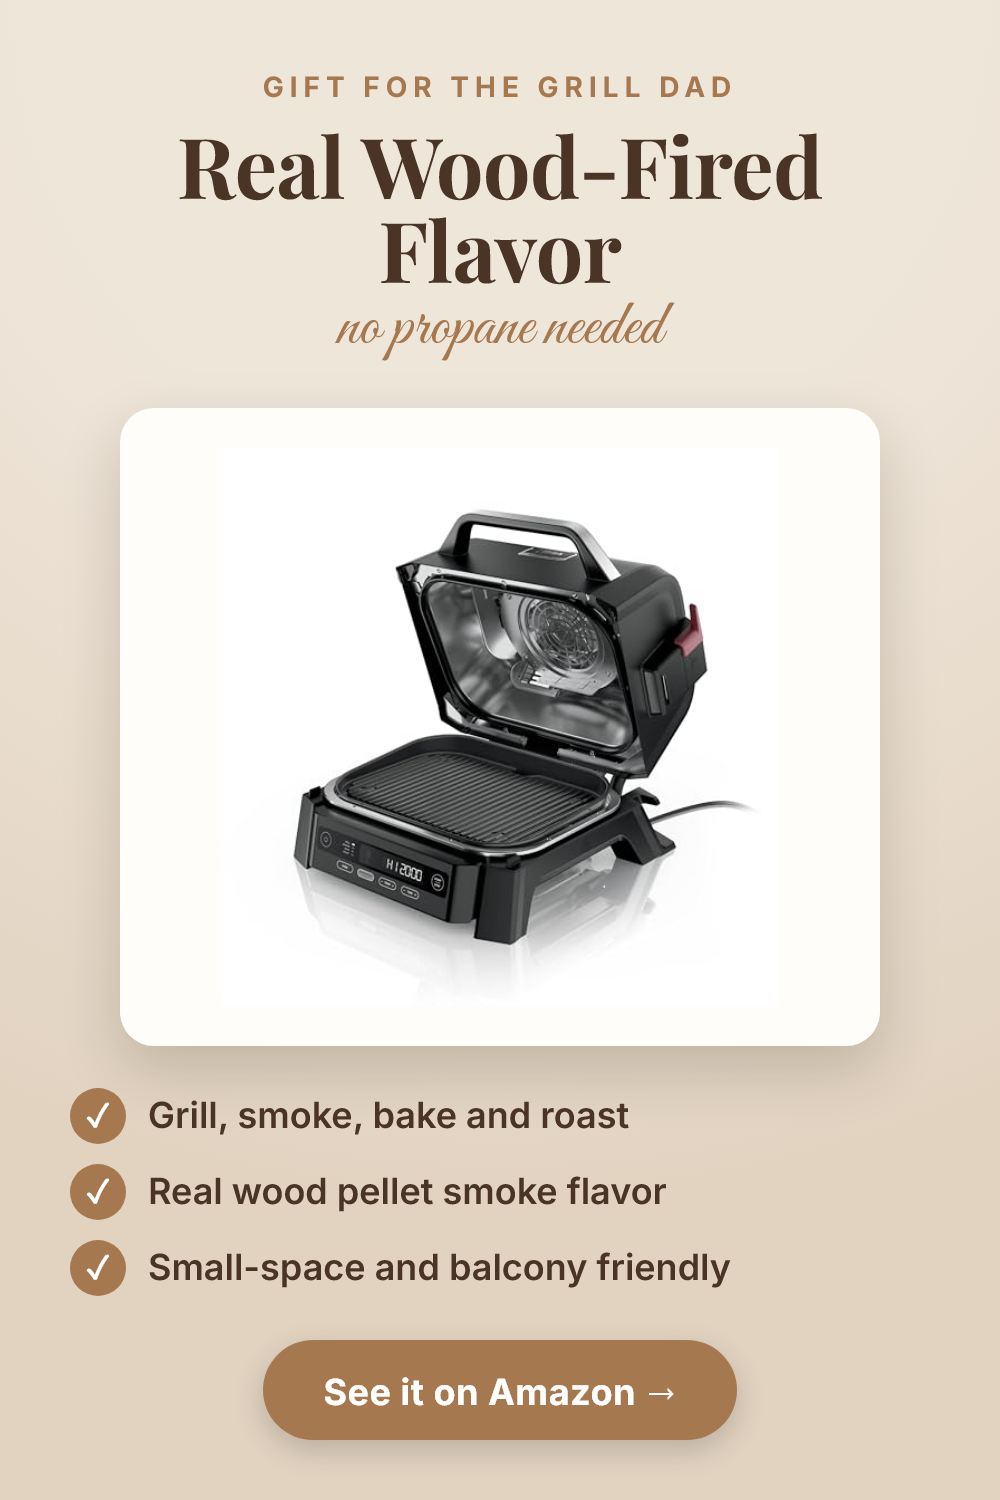 GIFT FOR THE GRILL DAD
Real Wood-Fired
Flavor
no propane needed
HI 2000
Grill, smoke, bake and roast
Real wood pellet smoke flavor
Small-space and balcony friendly
See it on Amazon →